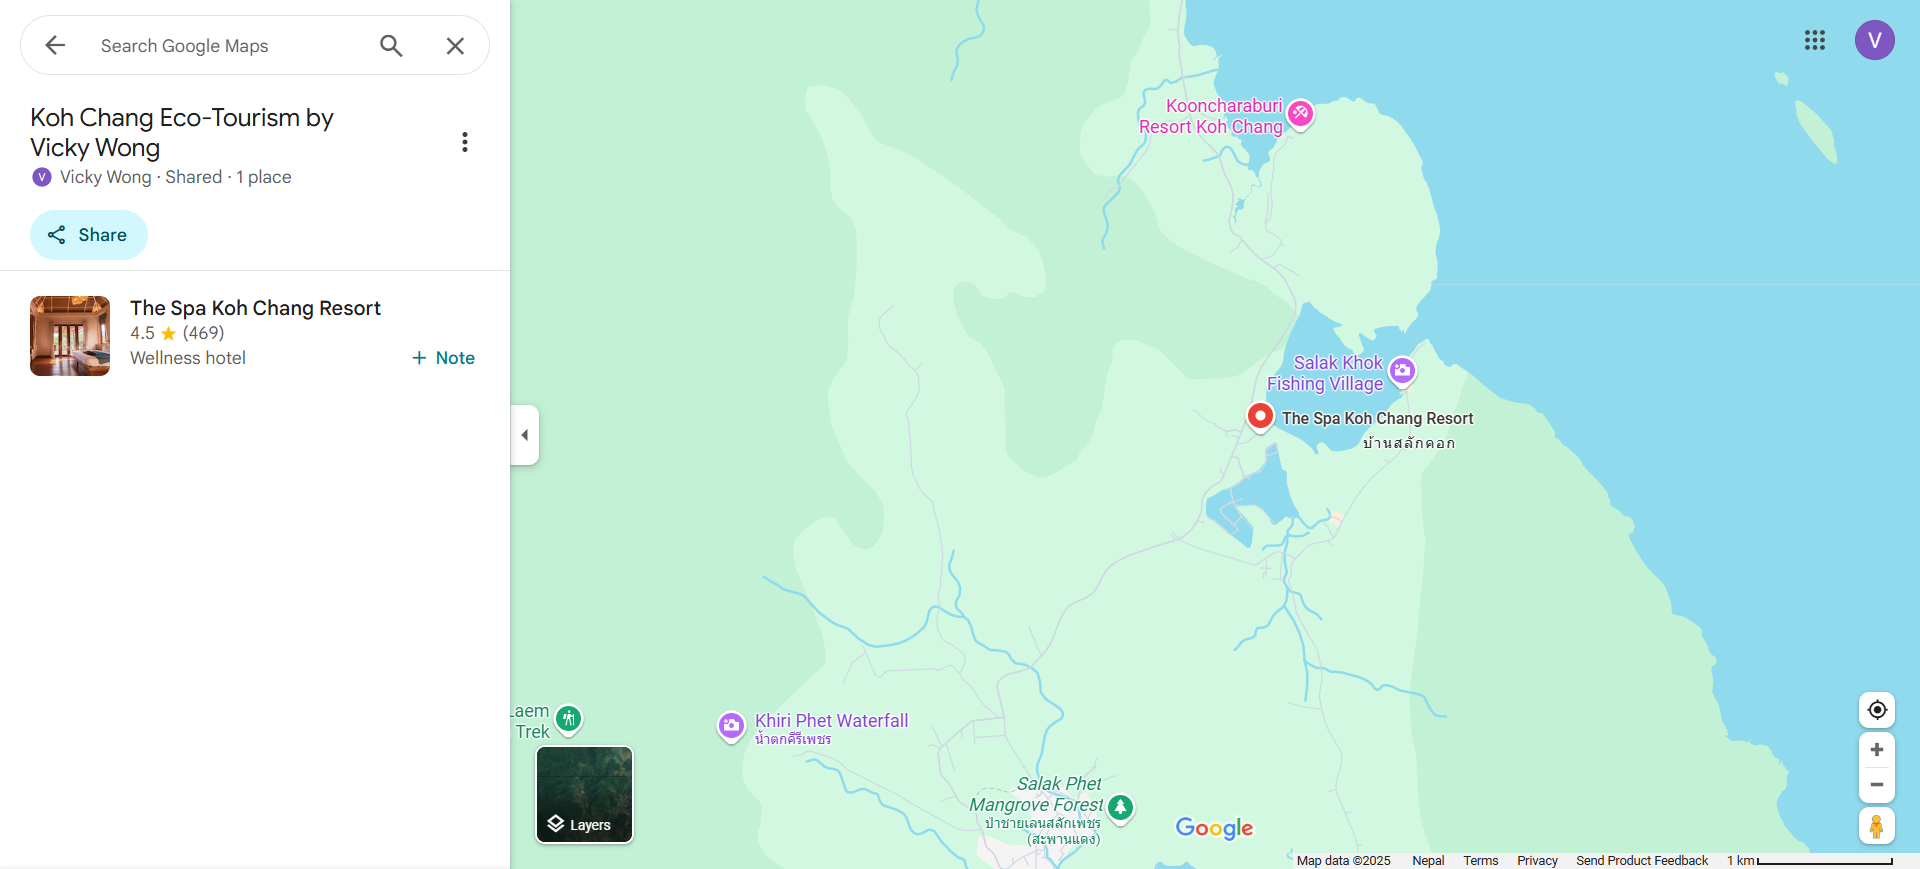 Search Google Maps
Koh Chang Eco-Tourism by
Vicky Wong
V
Vicky Wong · Shared · 1 place
Share
The Spa Koh Chang Resort
4.5 ★ (469)
Wellness hotel
+ Note
V
Kooncharaburi
Resort Koh Chang
Salak Khok
Fishing Village
The Spa Koh Chang Resort
บ้านสลักคอก
Laem
Trek
Khiri Phet Waterfall
น้ำตกคีรีเพชร
Salak Phet
Mangrove Forest
ป่าชายเลนสลักเพชร
(สะพานแดง)
Layers
Google
Map data ©2025 Nepal Terms Privacy Send Product Feedback 1 km